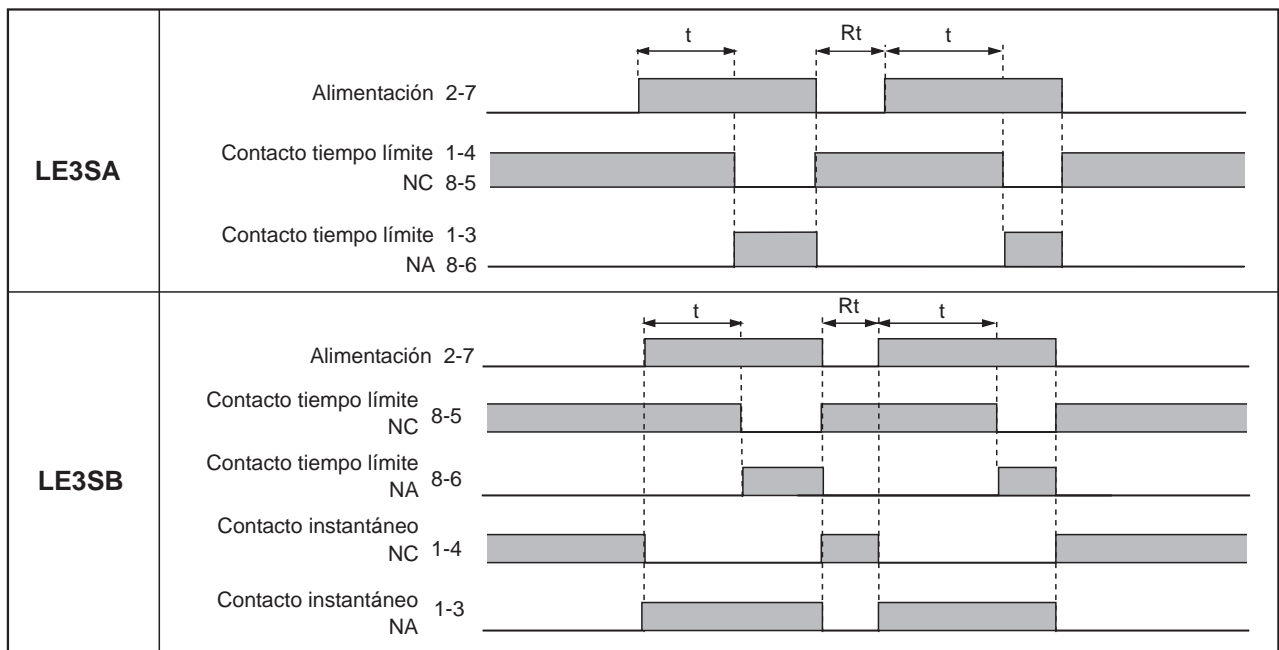 t Rt t
Alimentación 2-7
Contacto tiempo límite 1-4
NC 8-5
LE3SA
Contacto tiempo límite 1-3
NA 8-6
t Rt t
Alimentación 2-7
Contacto tiempo límite
NC 8-5
Contacto tiempo límite
NA 8-6
LE3SB
Contacto instantáneo
NC 1-4
Contacto instantáneo
NA 1-3